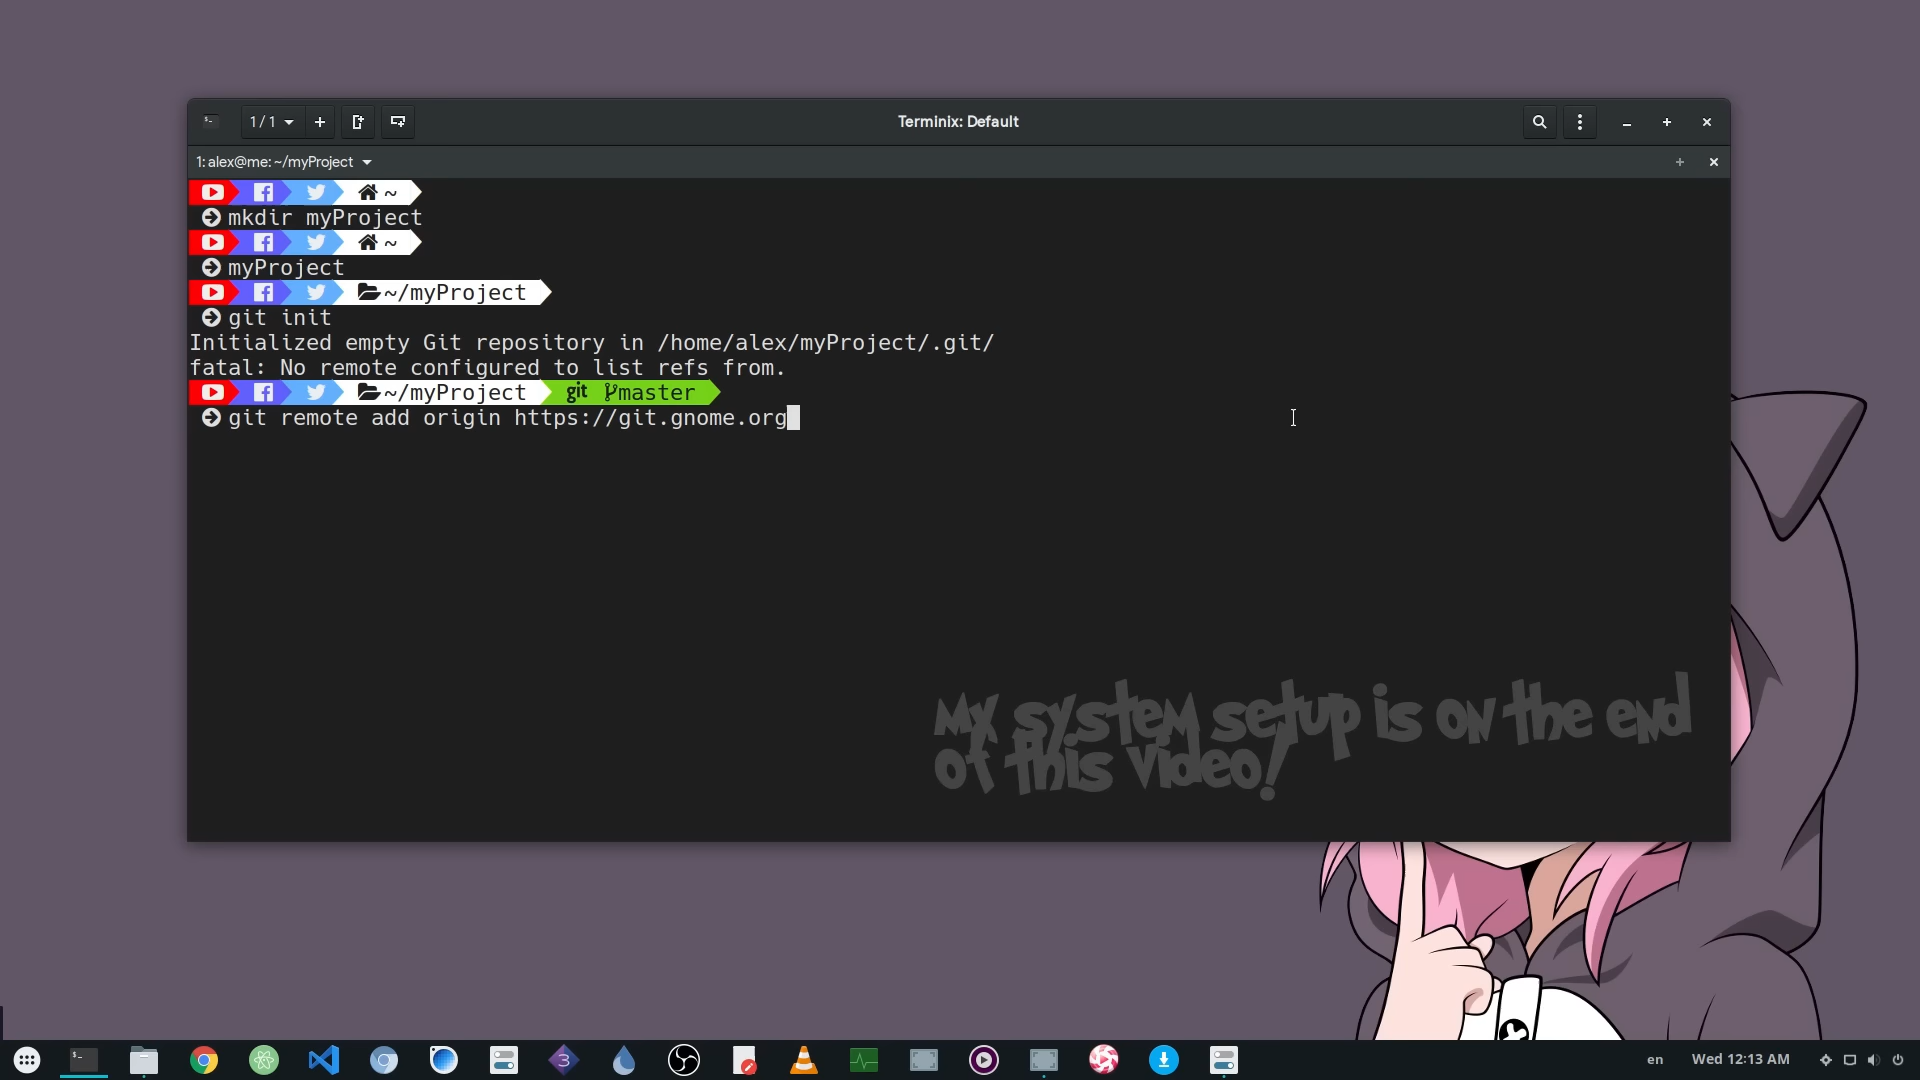 1 / 1
Terminix: Default
1: alex@me: ~/myProject
~
mkdir myProject
~
myProject
~/myProject
git init
Initialized empty Git repository in /home/alex/myProject/.git/
fatal: No remote configured to list refs from.
~/myProject git master
git remote add origin https://git.gnome.org
My system setup is on the end
of this video!
3
en Wed 12:13 AM